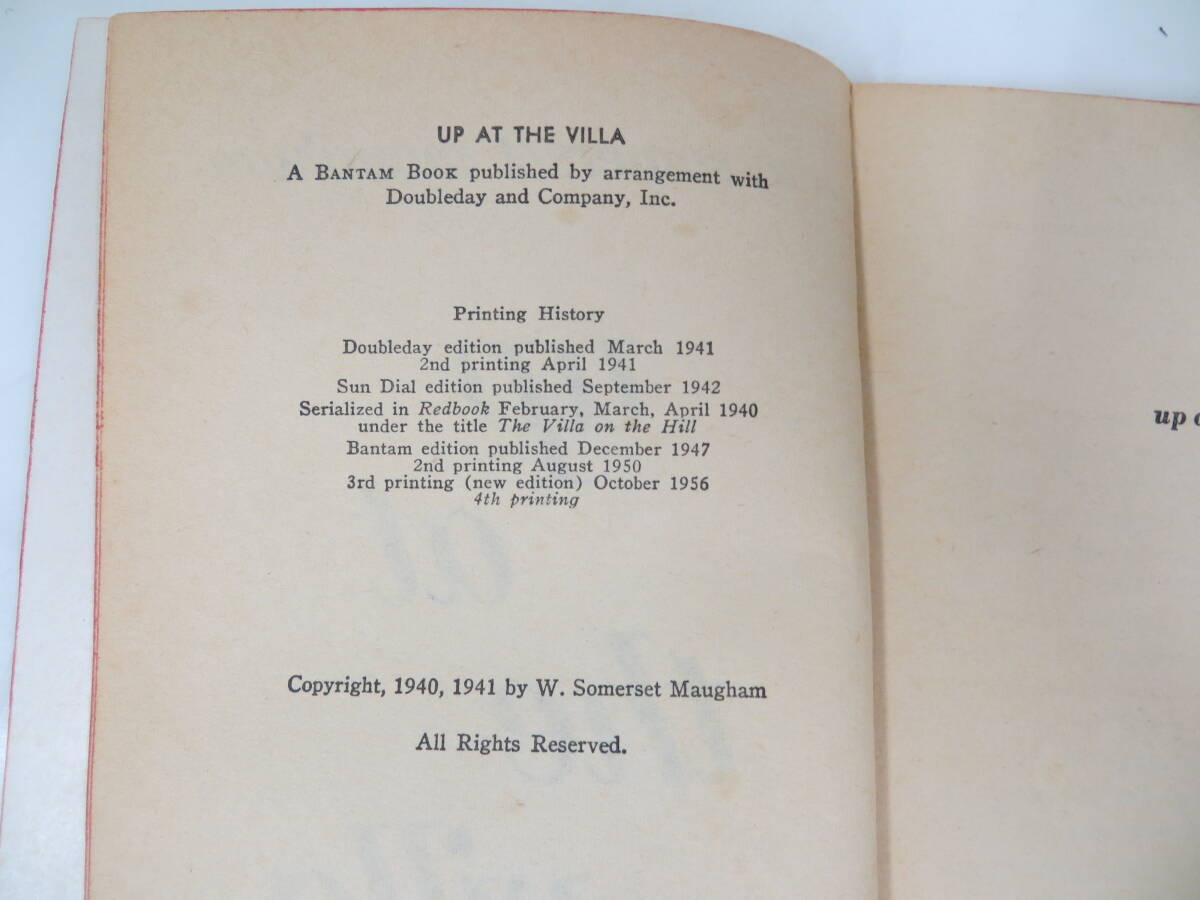 UP AT THE VILLA
A BANTAM BOOK published by arrangement with
Doubleday and Company, Inc.
Printing History
Doubleday edition published March 1941
2nd printing April 1941
Sun Dial edition published September 1942
Serialized in Redbook February, March, April 1940
under the title The Villa on the Hill
Bantam edition published December 1947
2nd printing August 1950
3rd printing (new edition) October 1956
4th printing
Copyright, 1940, 1941 by W. Somerset Maugham
All Rights Reserved.
up